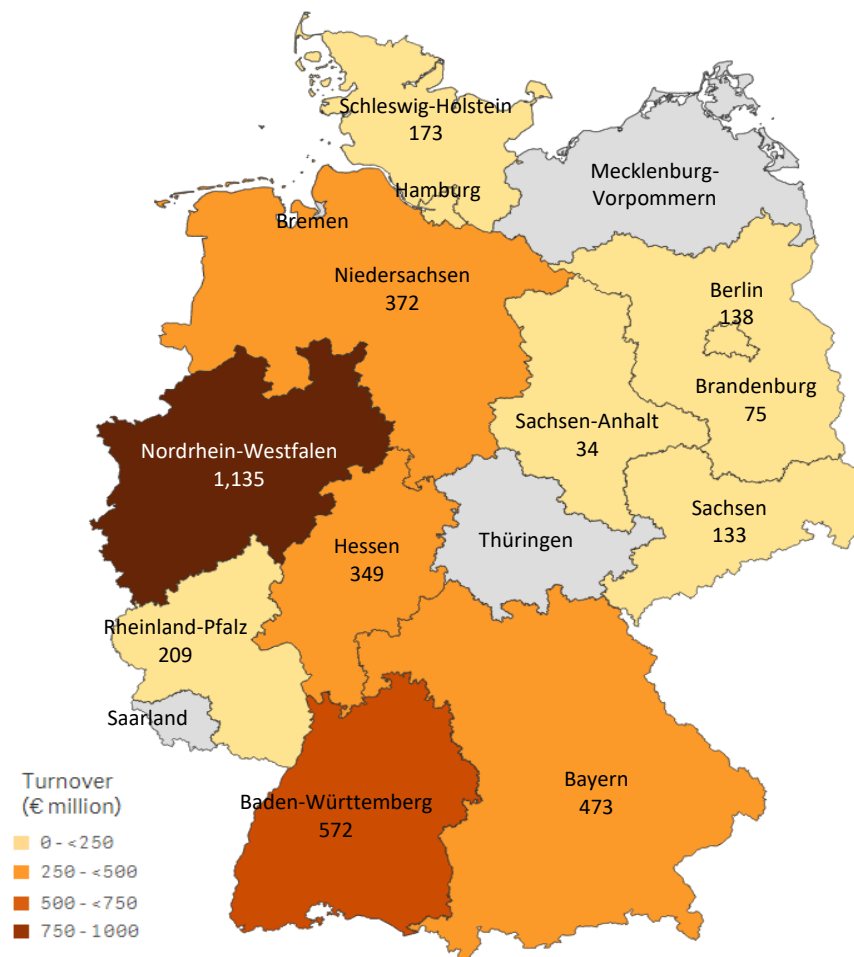 Schleswig-Holstein
173
Mecklenburg-
Vorpommern
Hamburg
Bremen
Niedersachsen
372
Berlin
138
Brandenburg
75
Sachsen-Anhalt
34
Nordrhein-Westfalen
1,135
Sachsen
133
Hessen
349
Thüringen
Rheinland-Pfalz
209
Saarland
Bayern
473
Baden-Württemberg
572
Turnover
(€ million)
0-<250
250-<500
500-<750
750-1000